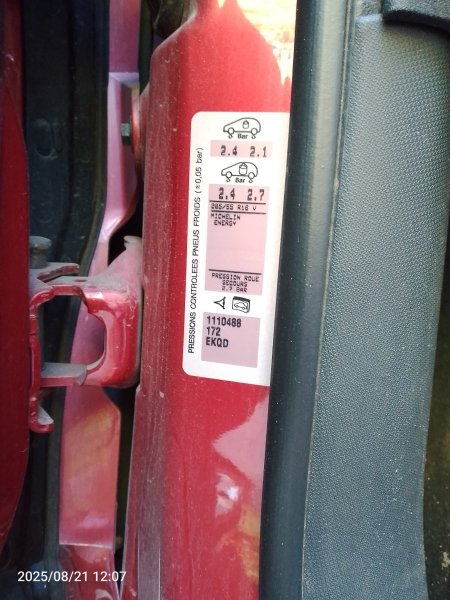 PRESSIONS CONTROLEES PNEUS FROIDS (±0,05 bar)
Bar
2.4 2.1
Bar
2.4 2.7
205/55 R16 V
MICHELIN
ENERGY
PRESSION ROUE
SECOURS
2.7 BAR
1110488
172
EKQD
2025/08/21 12:07